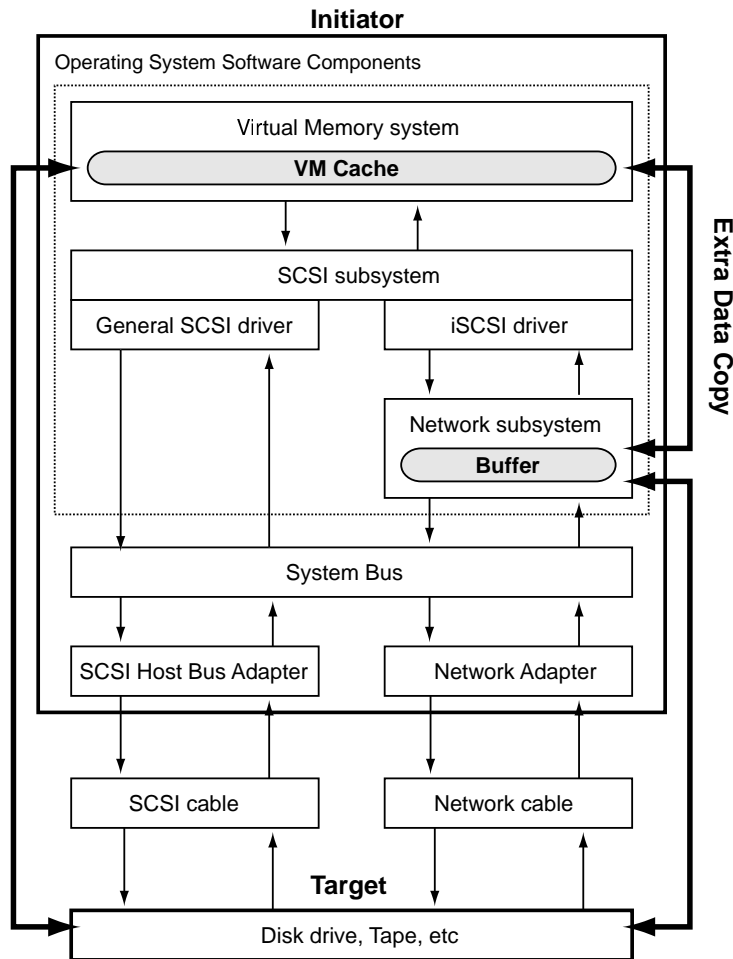 Initiator
Operating System Software Components
Virtual Memory system
VM Cache
SCSI subsystem
General SCSI driver
iSCSI driver
Network subsystem
Buffer
Extra Data Copy
System Bus
SCSI Host Bus Adapter
Network Adapter
SCSI cable
Network cable
Target
Disk drive, Tape, etc